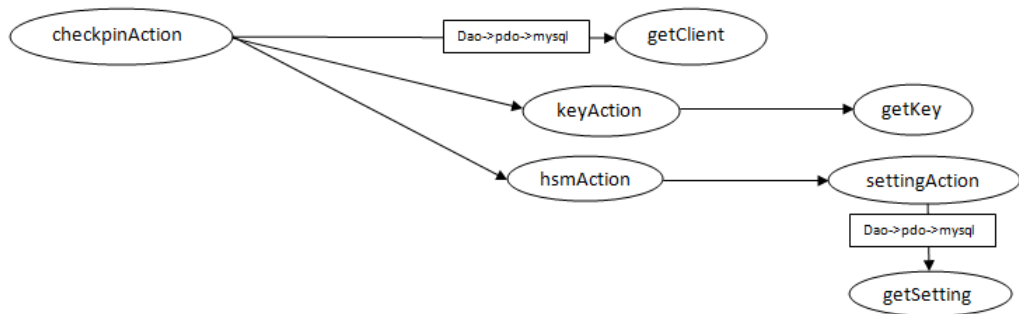 checkpinAction
Dao->pdo->mysql
getClient
keyAction
getKey
hsmAction
settingAction
Dao->pdo->mysql
getSetting